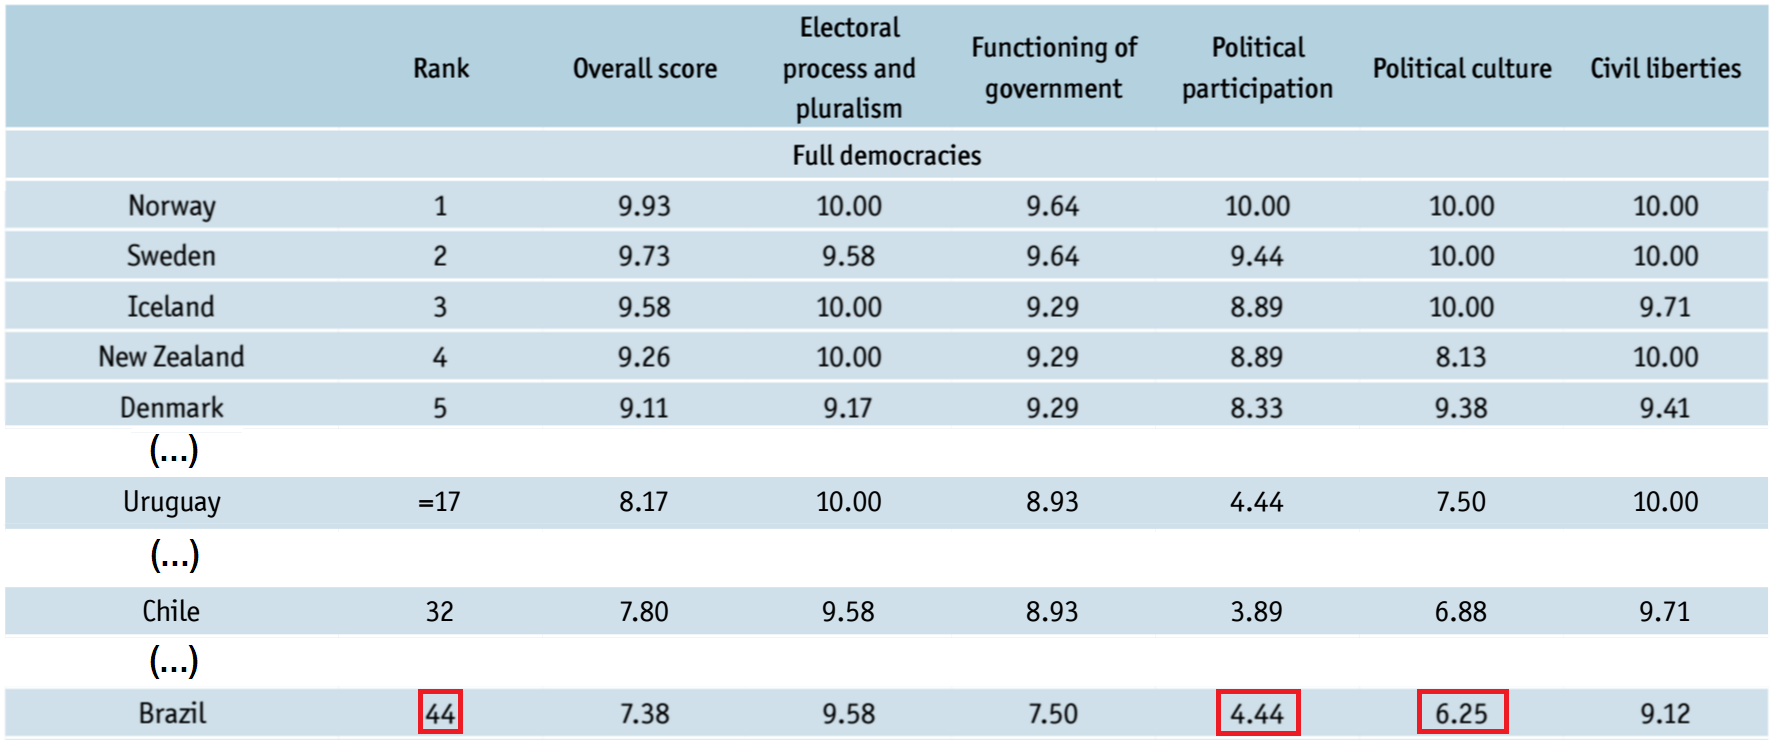 Rank Overall score Electoral process and pluralism Functioning of government Political participation Political culture Civil liberties
Full democracies
Norway 1 9.93 10.00 9.64 10.00 10.00 10.00
Sweden 2 9.73 9.58 9.64 9.44 10.00 10.00
Iceland 3 9.58 10.00 9.29 8.89 10.00 9.71
New Zealand 4 9.26 10.00 9.29 8.89 8.13 10.00
Denmark 5 9.11 9.17 9.29 8.33 9.38 9.41
(...)
Uruguay =17 8.17 10.00 8.93 4.44 7.50 10.00
(...)
Chile 32 7.80 9.58 8.93 3.89 6.88 9.71
(...)
Brazil 44 7.38 9.58 7.50 4.44 6.25 9.12